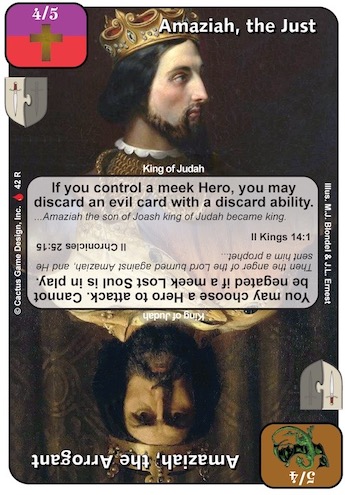 4/5
Amaziah, the Just
King of Judah
If you control a meek Hero, you may
discard an evil card with a discard ability.
...Amaziah the son of Joash king of Judah became king.
II Kings 14:1
© Cactus Game Design, Inc. 42 R
Illus. M.J. Blondel & J.L. Ernest
5/4
Amaziah, the Arrogant
King of Judah
You may choose a Hero to attack. Cannot
be negated if a meek Lost Soul is in play.
Then the anger of the Lord burned against Amaziah, and He
sent him a prophet...
II Chronicles 25:15